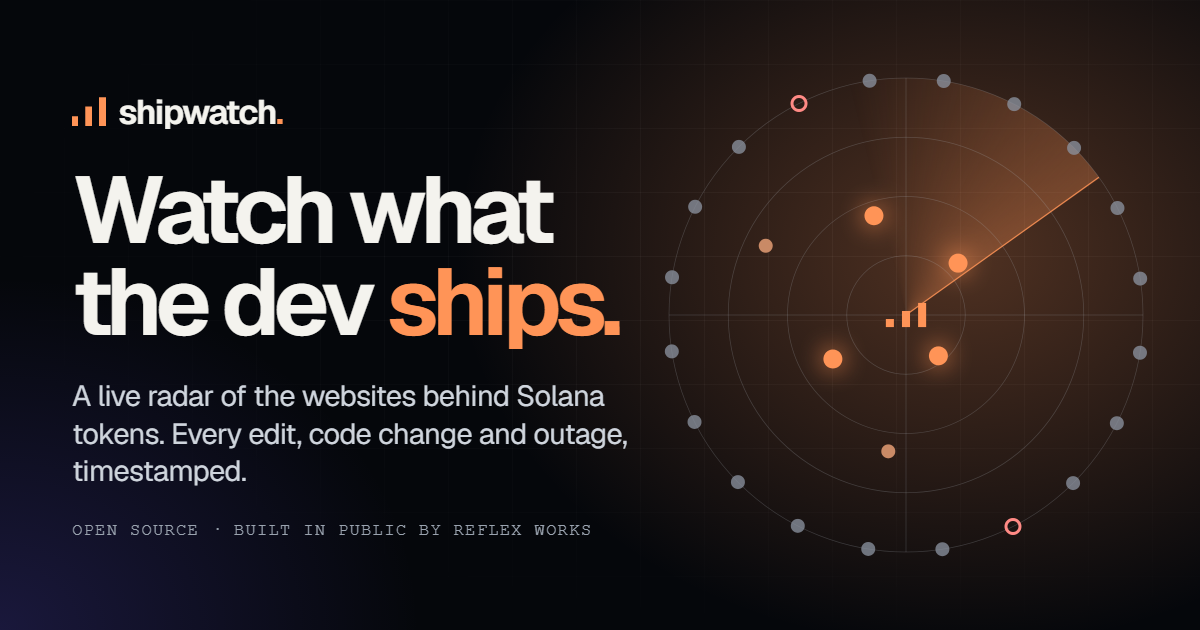 shipwatch.
Watch what
the dev ships.
A live radar of the websites behind Solana
tokens. Every edit, code change and outage,
timestamped.
OPEN SOURCE · BUILT IN PUBLIC BY REFLEX WORKS